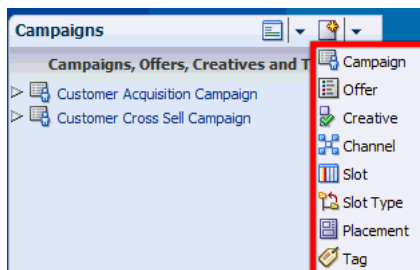 Campaigns
Campaigns, Offers, Creatives and T
Customer Acquisition Campaign
Customer Cross Sell Campaign
Campaign
Offer
Creative
Channel
Slot
Slot Type
Placement
Tag